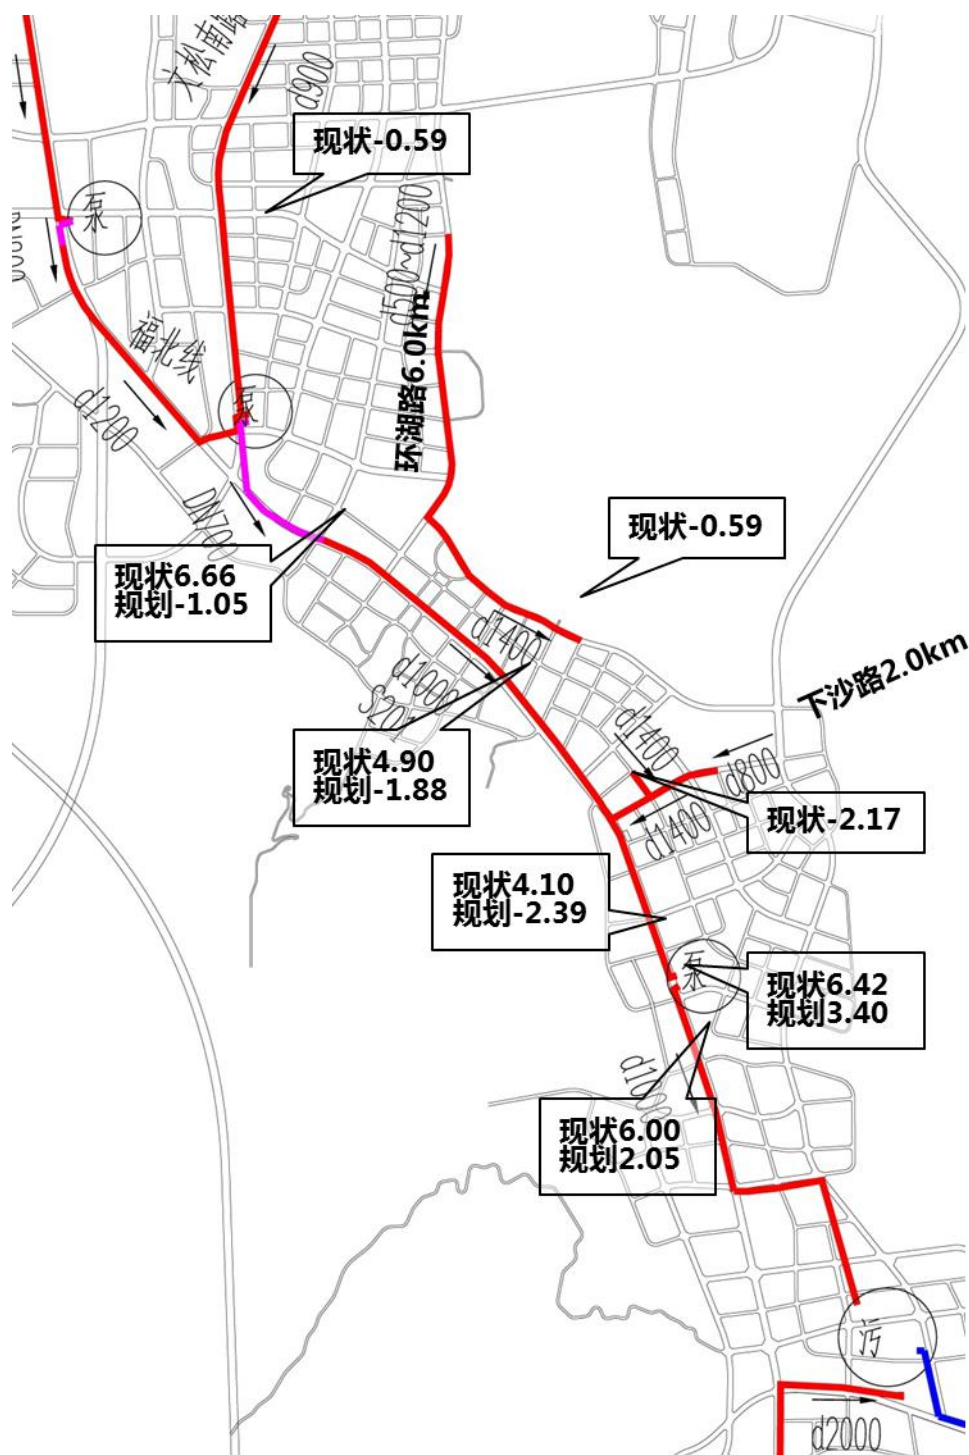 文松南路
d900
现状-0.59
泵
d500~d1200
环湖路6.0km
福北线
泵
d1200
DN700
现状-0.59
现状6.66
规划-1.05
d1400
d1000
S201
下沙路2.0km
d1400
现状4.90
规划-1.88
d800
现状-2.17
d1400
现状4.10
规划-2.39
泵
现状6.42
规划3.40
现状6.00
规划2.05
污
d2000